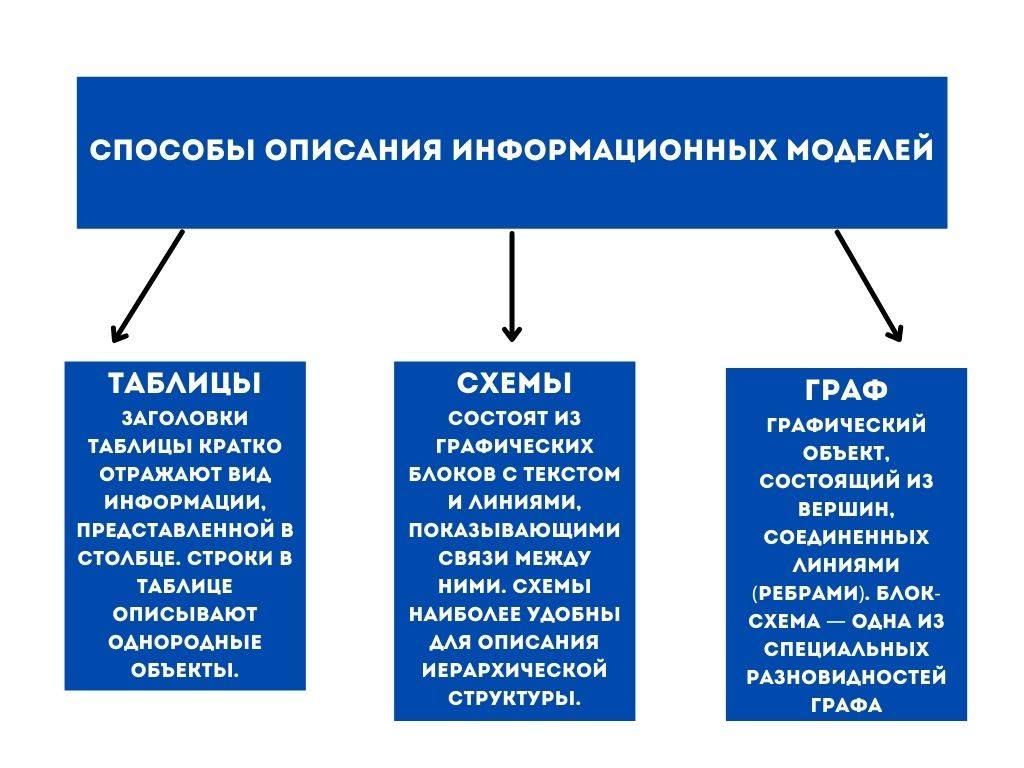 СПОСОБЫ ОПИСАНИЯ ИНФОРМАЦИОННЫХ МОДЕЛЕЙ
ТАБЛИЦЫ
ЗАГОЛОВКИ
ТАБЛИЦЫ КРАТКО
ОТРАЖАЮТ ВИД
ИНФОРМАЦИИ,
ПРЕДСТАВЛЕННОЙ В
СТОЛБЦЕ. СТРОКИ В
ТАБЛИЦЕ
ОПИСЫВАЮТ
ОДНОРОДНЫЕ
ОБЪЕКТЫ.
СХЕМЫ
СОСТОЯТ ИЗ
ГРАФИЧЕСКИХ
БЛОКОВ С ТЕКСТОМ
И ЛИНИЯМИ,
ПОКАЗЫВАЮЩИМИ
СВЯЗИ МЕЖДУ
НИМИ. СХЕМЫ
НАИБОЛЕЕ УДОБНЫ
ДЛЯ ОПИСАНИЯ
ИЕРАРХИЧЕСКОЙ
СТРУКТУРЫ.
ГРАФ
ГРАФИЧЕСКИЙ
ОБЪЕКТ,
СОСТОЯЩИЙ ИЗ
ВЕРШИН,
СОЕДИНЕННЫХ
ЛИНИЯМИ
(РЕБРАМИ). БЛОК-
СХЕМА — ОДНА ИЗ
СПЕЦИАЛЬНЫХ
РАЗНОВИДНОСТЕЙ
ГРАФА